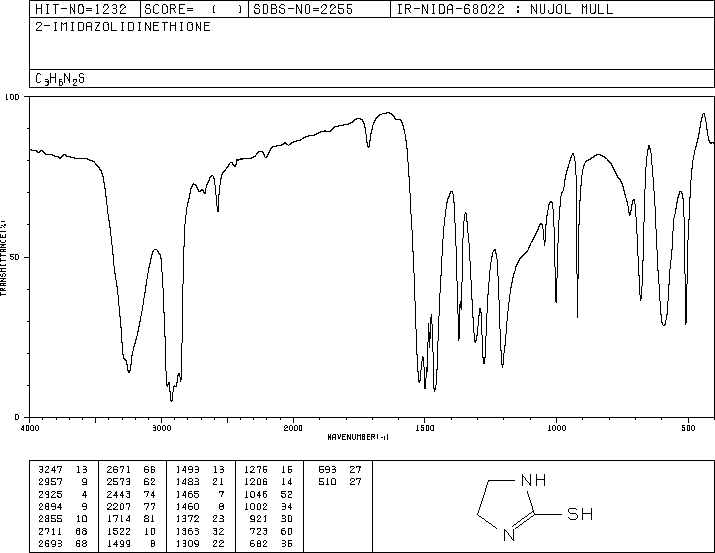 HIT-NO=1232 SCORE= ( ) SDBS-NO=2255 IR-NIDA-68022 : NUJOL MULL
2-IMIDAZOLIDINETHIONE
C3H6N2S
100
50
0
TRANSMITTANCE(%)
4000 3000 2000 1500 1000 500
WAVENUMBER(-1)
3247 13 2671 66 1493 13 1276 16 593 27
2957 9 2573 62 1483 21 1206 14 510 27
2925 4 2443 74 1465 7 1046 52
2894 9 2207 77 1460 8 1002 34
2855 10 1714 81 1372 23 921 30
2711 68 1522 10 1363 32 723 60
2693 68 1499 8 1309 22 682 35
NH
SH
N